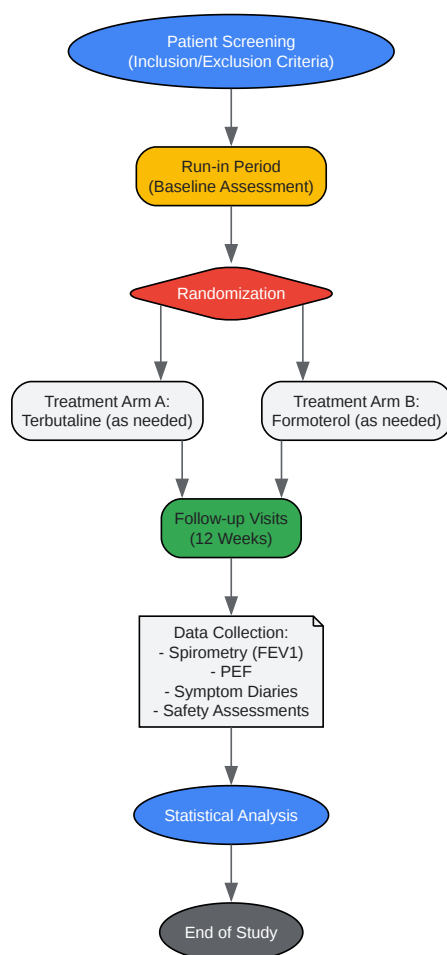 Patient Screening
(Inclusion/Exclusion Criteria)
Run-in Period
(Baseline Assessment)
Randomization
Treatment Arm A:
Terbutaline (as needed)
Treatment Arm B:
Formoterol (as needed)
Follow-up Visits
(12 Weeks)
Data Collection:
- Spirometry (FEV1)
- PEF
- Symptom Diaries
- Safety Assessments
Statistical Analysis
End of Study